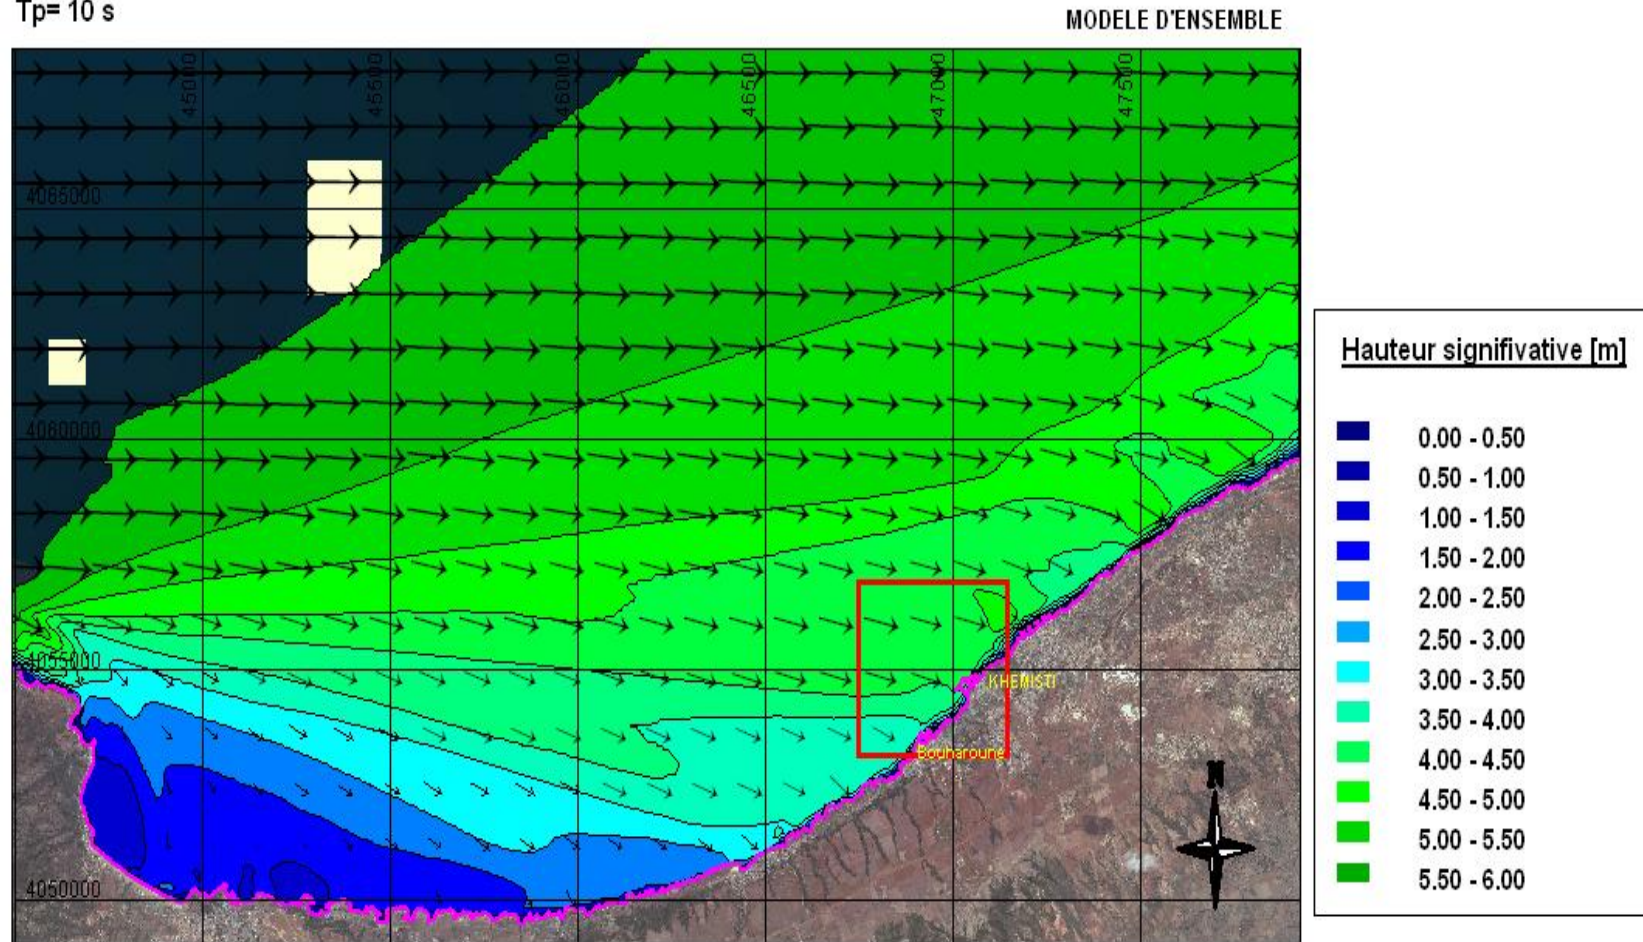 Tp= 10 s
MODELE D'ENSEMBLE
45000
45500
46000
46500
47000
47500
4065000
4060000
4055000
4050000
KHEMISTI
Bouharoune
N
Hauteur signifivative [m]
0.00 - 0.50
0.50 - 1.00
1.00 - 1.50
1.50 - 2.00
2.00 - 2.50
2.50 - 3.00
3.00 - 3.50
3.50 - 4.00
4.00 - 4.50
4.50 - 5.00
5.00 - 5.50
5.50 - 6.00